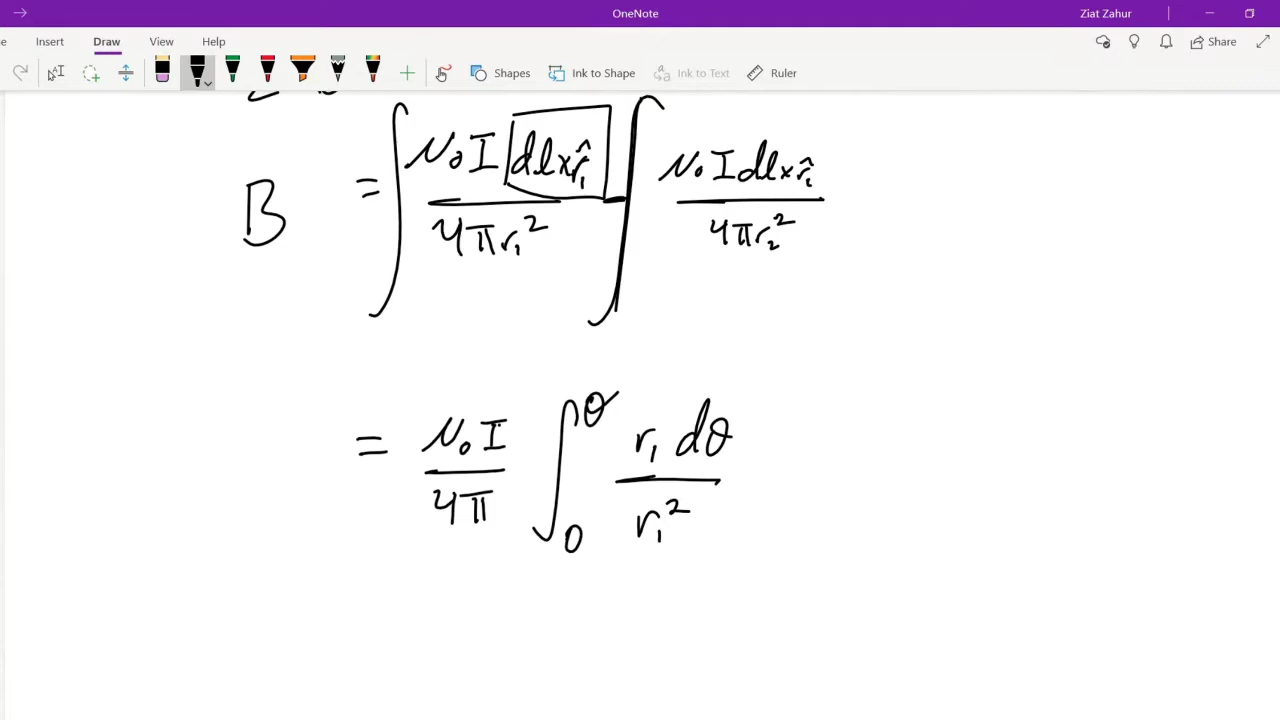 OneNote
Ziat Zahur
Insert Draw View Help Share
Shapes Ink to Shape Ink to Text Ruler
B = ∫ μ₀I dl×r̂₁ / 4πr₁² - ∫ μ₀I dl×r̂₁ / 4πr₂²
= μ₀I / 4π ∫₀^θ r₁ dθ / r₁²